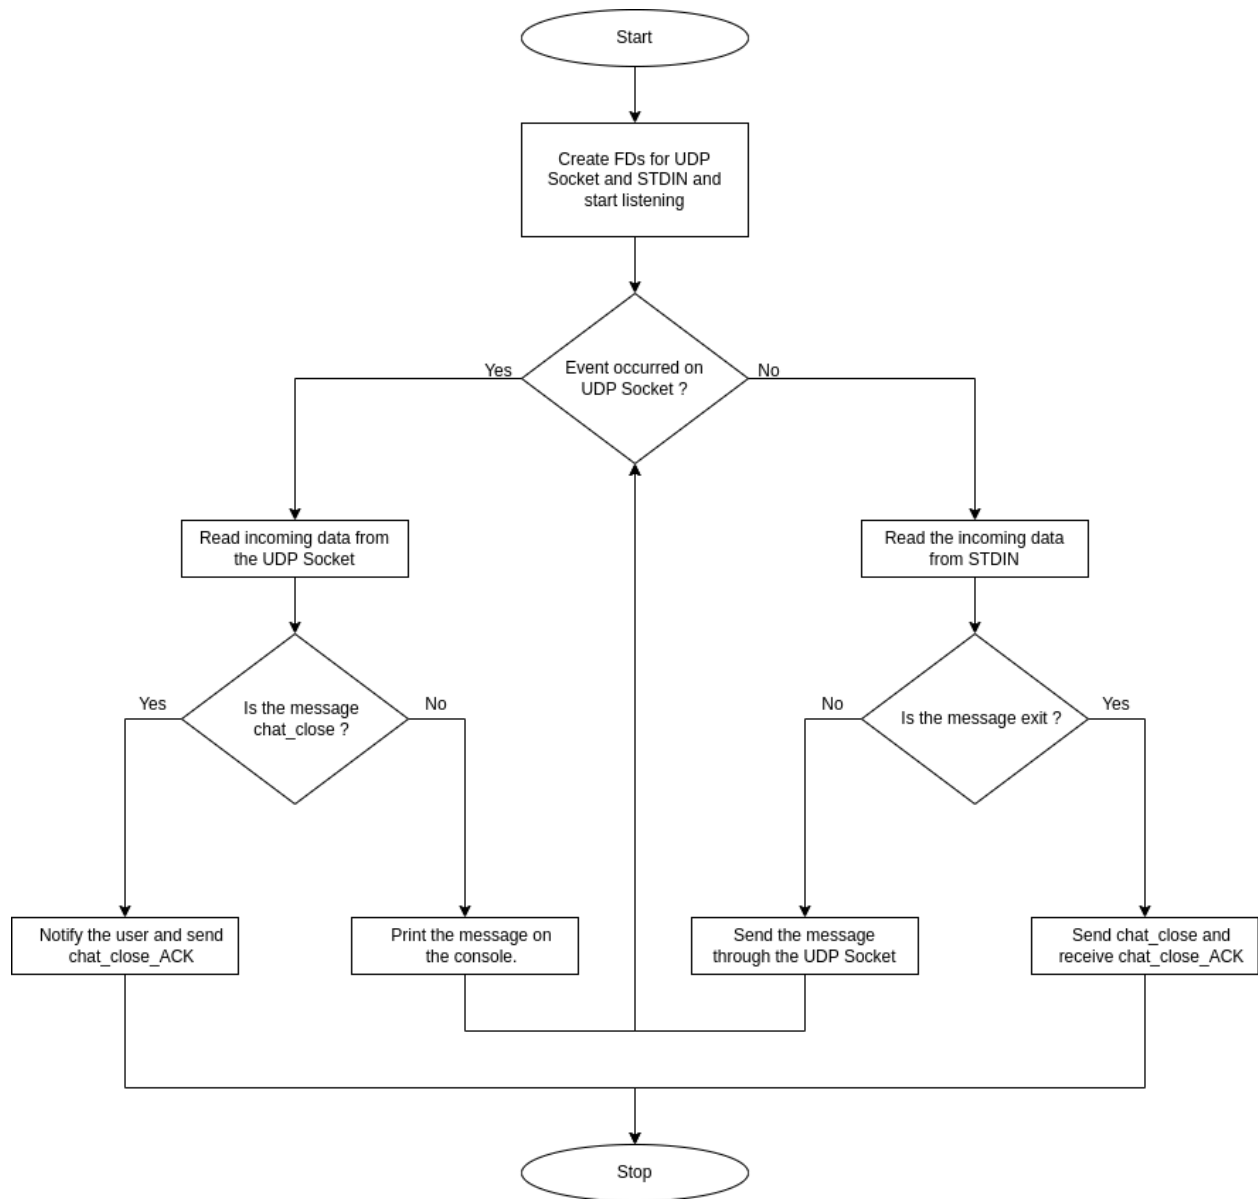 Start
Create FDs for UDP
Socket and STDIN and
start listening
Event occurred on
UDP Socket ?
Yes
No
Read incoming data from
the UDP Socket
Read the incoming data
from STDIN
Is the message
chat_close ?
Yes
No
Is the message exit ?
No
Yes
Notify the user and send
chat_close_ACK
Print the message on
the console.
Send the message
through the UDP Socket
Send chat_close and
receive chat_close_ACK
Stop